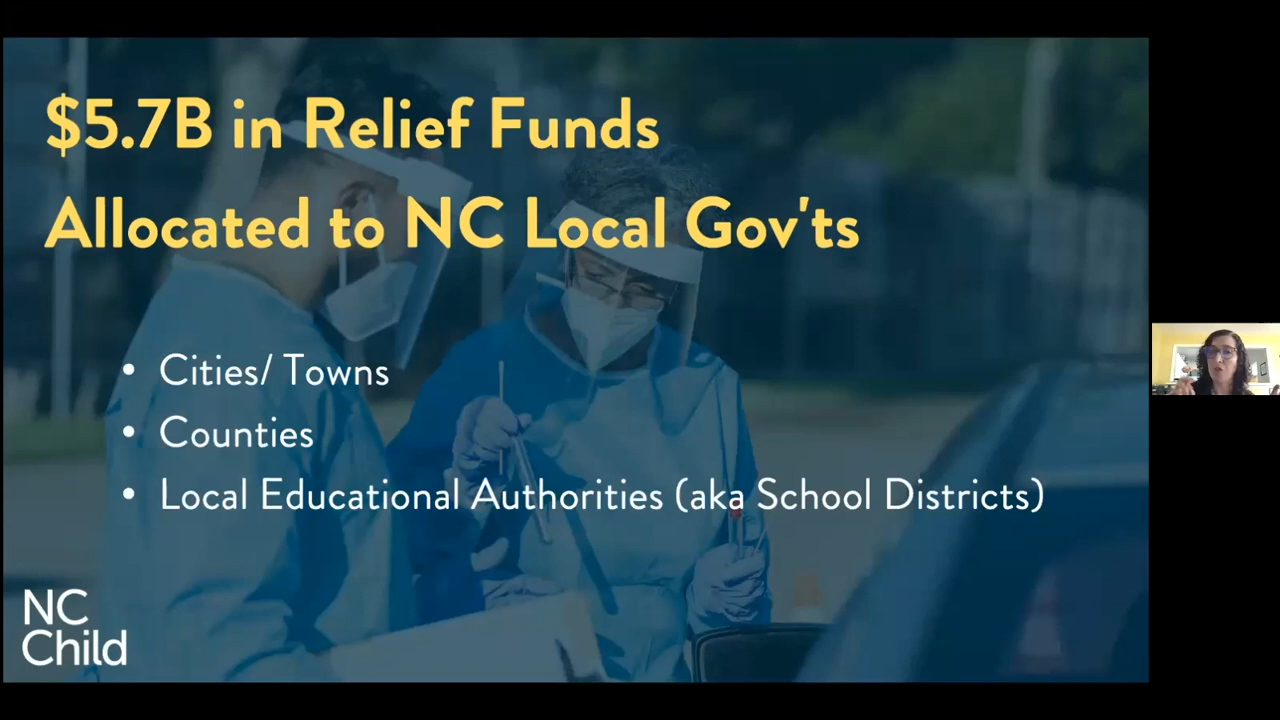 $5.7B in Relief Funds
Allocated to NC Local Gov'ts
• Cities/ Towns
• Counties
• Local Educational Authorities (aka School Districts)
NC
Child